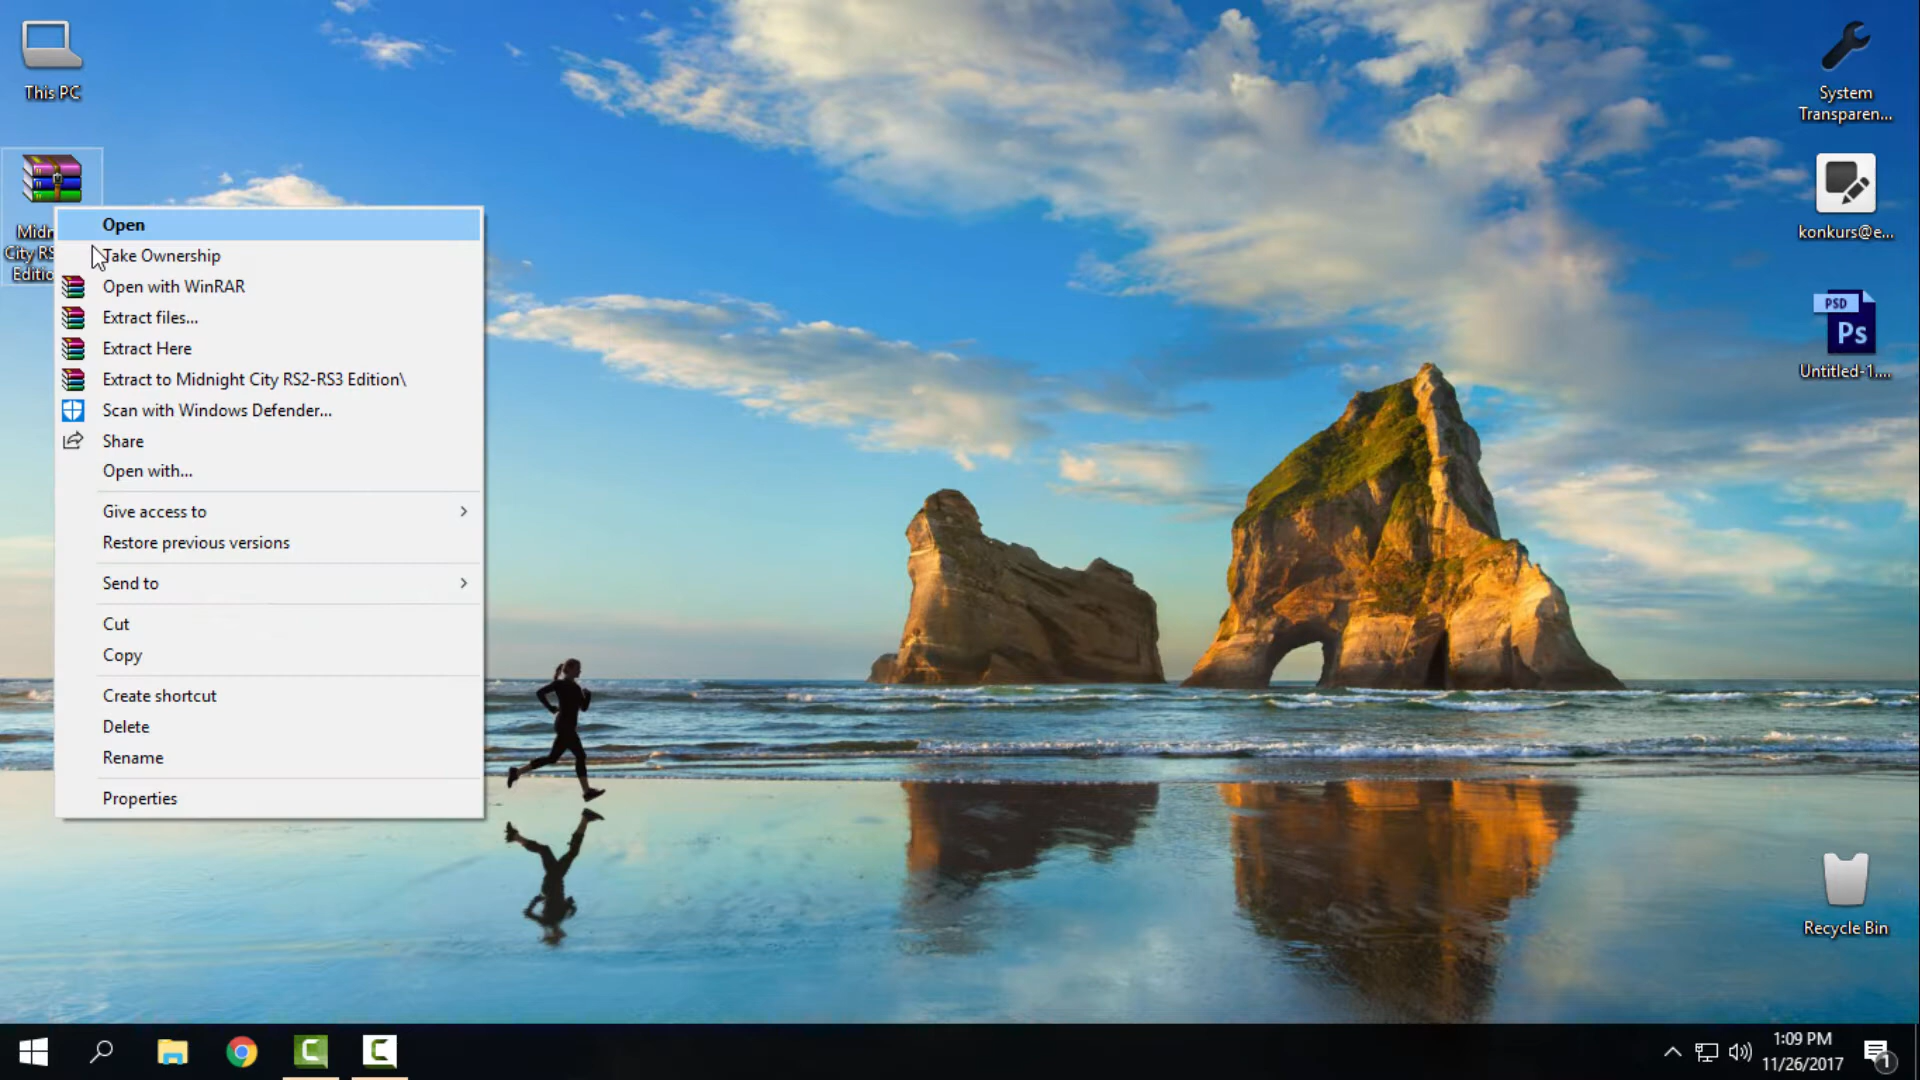 This PC
City RS
Open
Take Ownership
Open with WinRAR
Extract files...
Extract Here
Extract to Midnight City RS2-RS3 Edition\
Scan with Windows Defender...
Share
Open with...
Give access to
Restore previous versions
Send to
Cut
Copy
Create shortcut
Delete
Rename
Properties
System
Transparen...
konkurs@e...
PSD
Ps
Untitled-1....
Recycle Bin
1:09 PM
11/26/2017
1